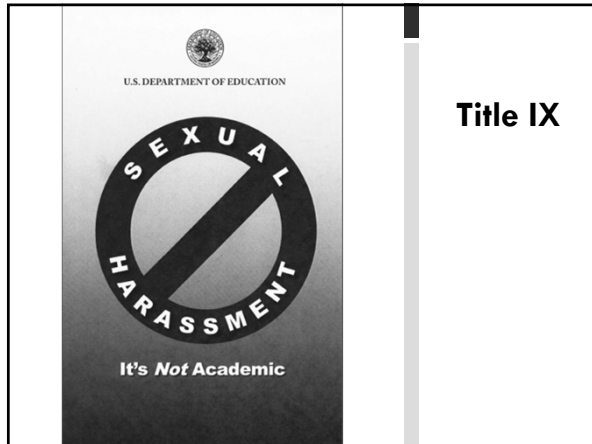 U.S. DEPARTMENT OF EDUCATION
SEXUAL
HARASSMENT
It's Not Academic
Title IX